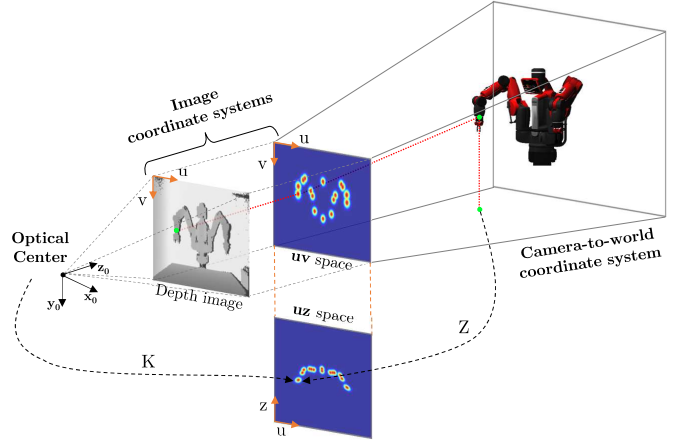 Image
coordinate systems
u
v
u
v
Optical
Center
z₀
x₀
y₀
Depth image
uv space
Camera-to-world
coordinate system
uz space
Z
K
z
u